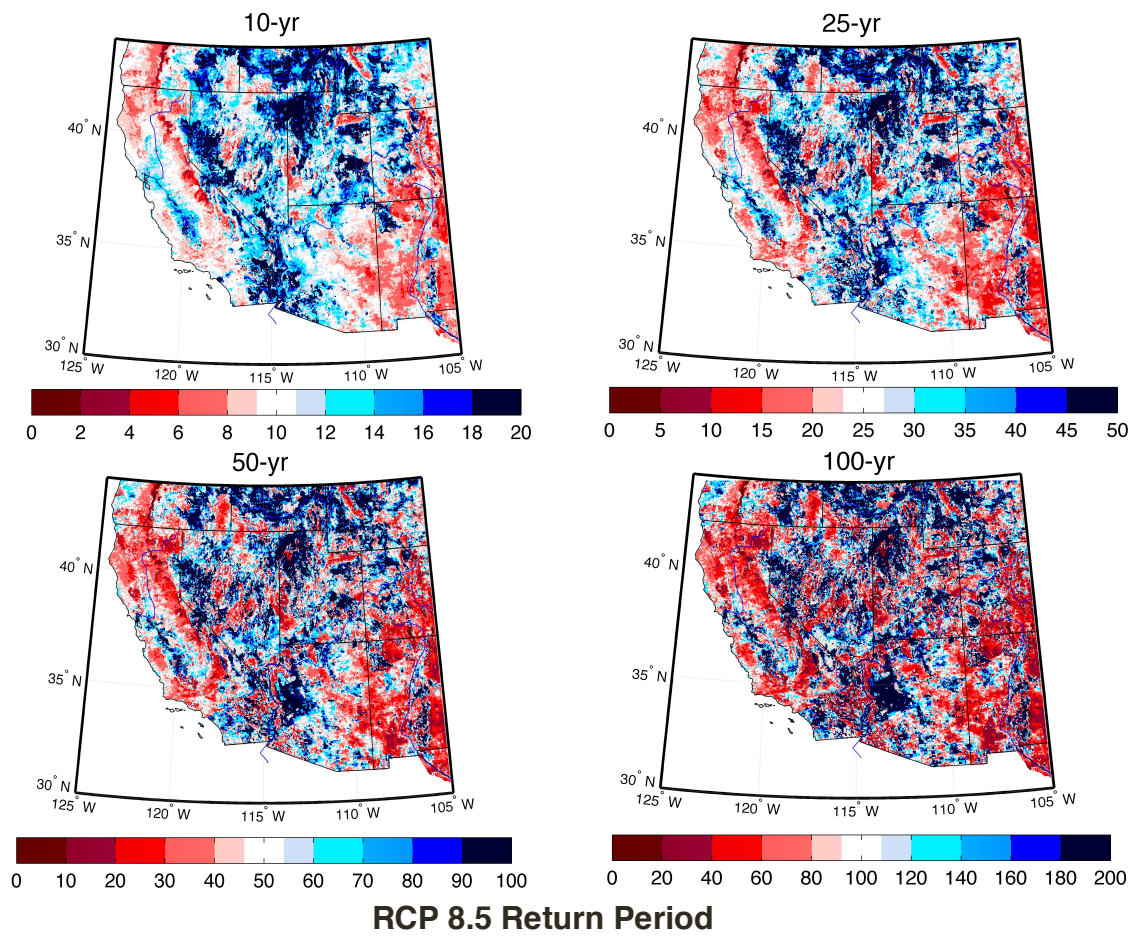 10-yr
25-yr
40° N
35° N
30° N
125° W
120° W
115° W
110° W
105° W
40° N
35° N
30° N
125° W
120° W
115° W
110° W
105° W
0 2 4 6 8 10 12 14 16 18 20
0 5 10 15 20 25 30 35 40 45 50
50-yr
100-yr
40° N
35° N
30° N
125° W
120° W
115° W
110° W
105° W
40° N
35° N
30° N
125° W
120° W
115° W
110° W
105° W
0 10 20 30 40 50 60 70 80 90 100
0 20 40 60 80 100 120 140 160 180 200
RCP 8.5 Return Period